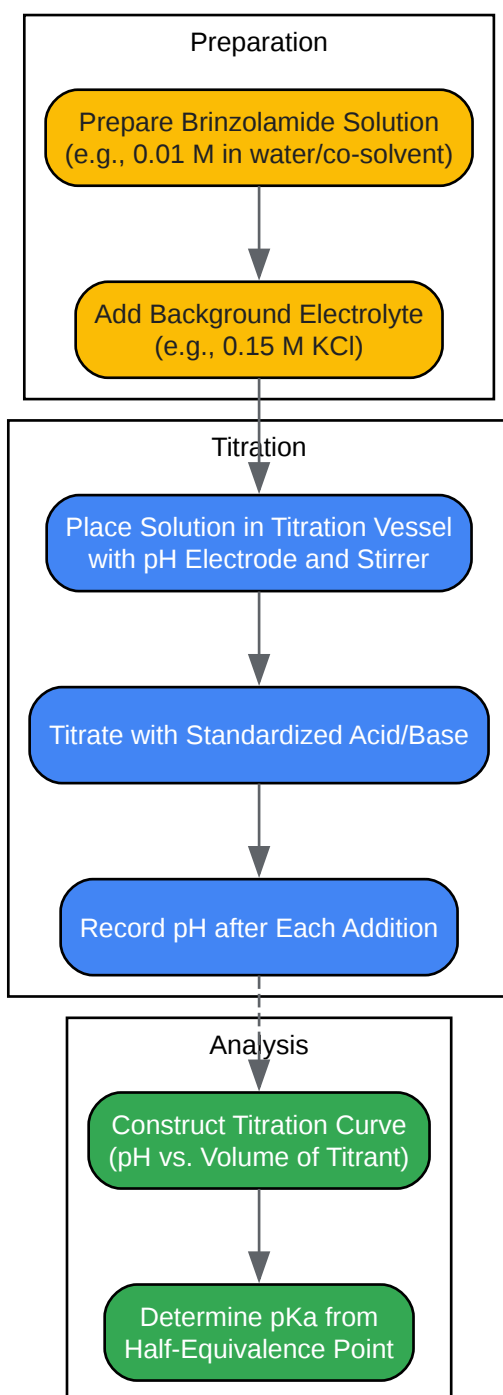 Preparation
Prepare Brinzolamide Solution
(e.g., 0.01 M in water/co-solvent)
Add Background Electrolyte
(e.g., 0.15 M KCl)
Titration
Place Solution in Titration Vessel
with pH Electrode and Stirrer
Titrate with Standardized Acid/Base
Record pH after Each Addition
Analysis
Construct Titration Curve
(pH vs. Volume of Titrant)
Determine pKa from
Half-Equivalence Point